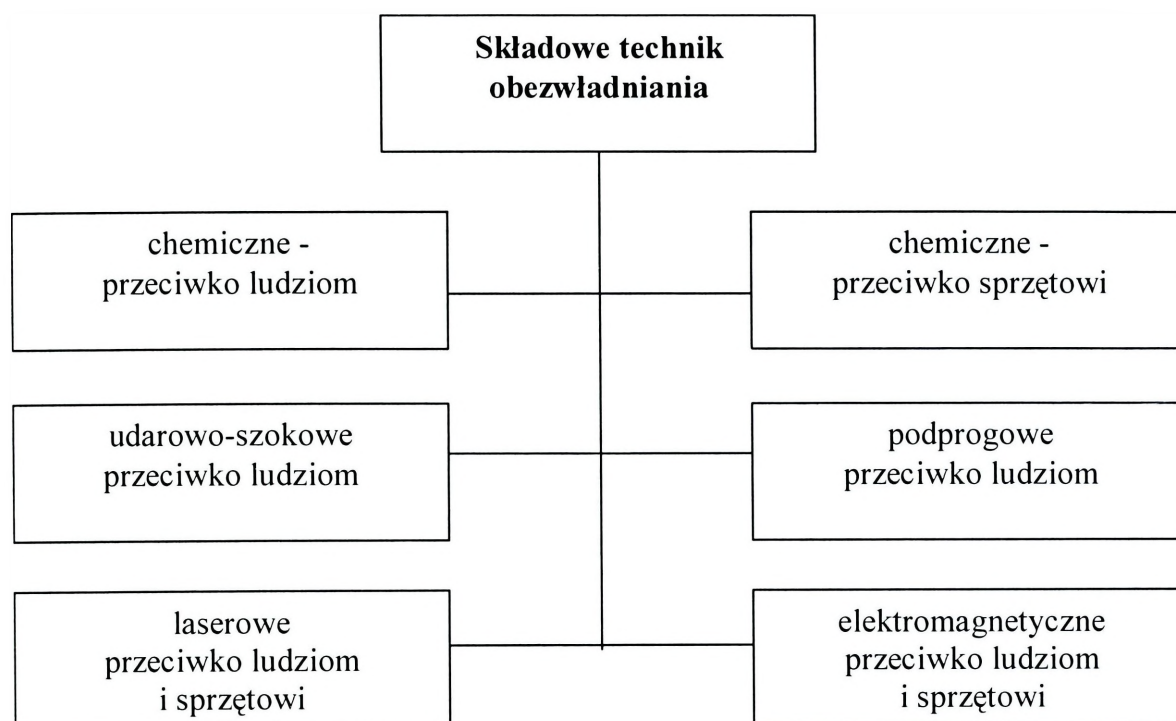 Składowe technik
obezwładniania
chemiczne -
przeciwko ludziom
chemiczne -
przeciwko sprzętowi
udarowo-szokowe
przeciwko ludziom
podprogowe
przeciwko ludziom
laserowe
przeciwko ludziom
i sprzętowi
elektromagnetyczne
przeciwko ludziom
i sprzętowi